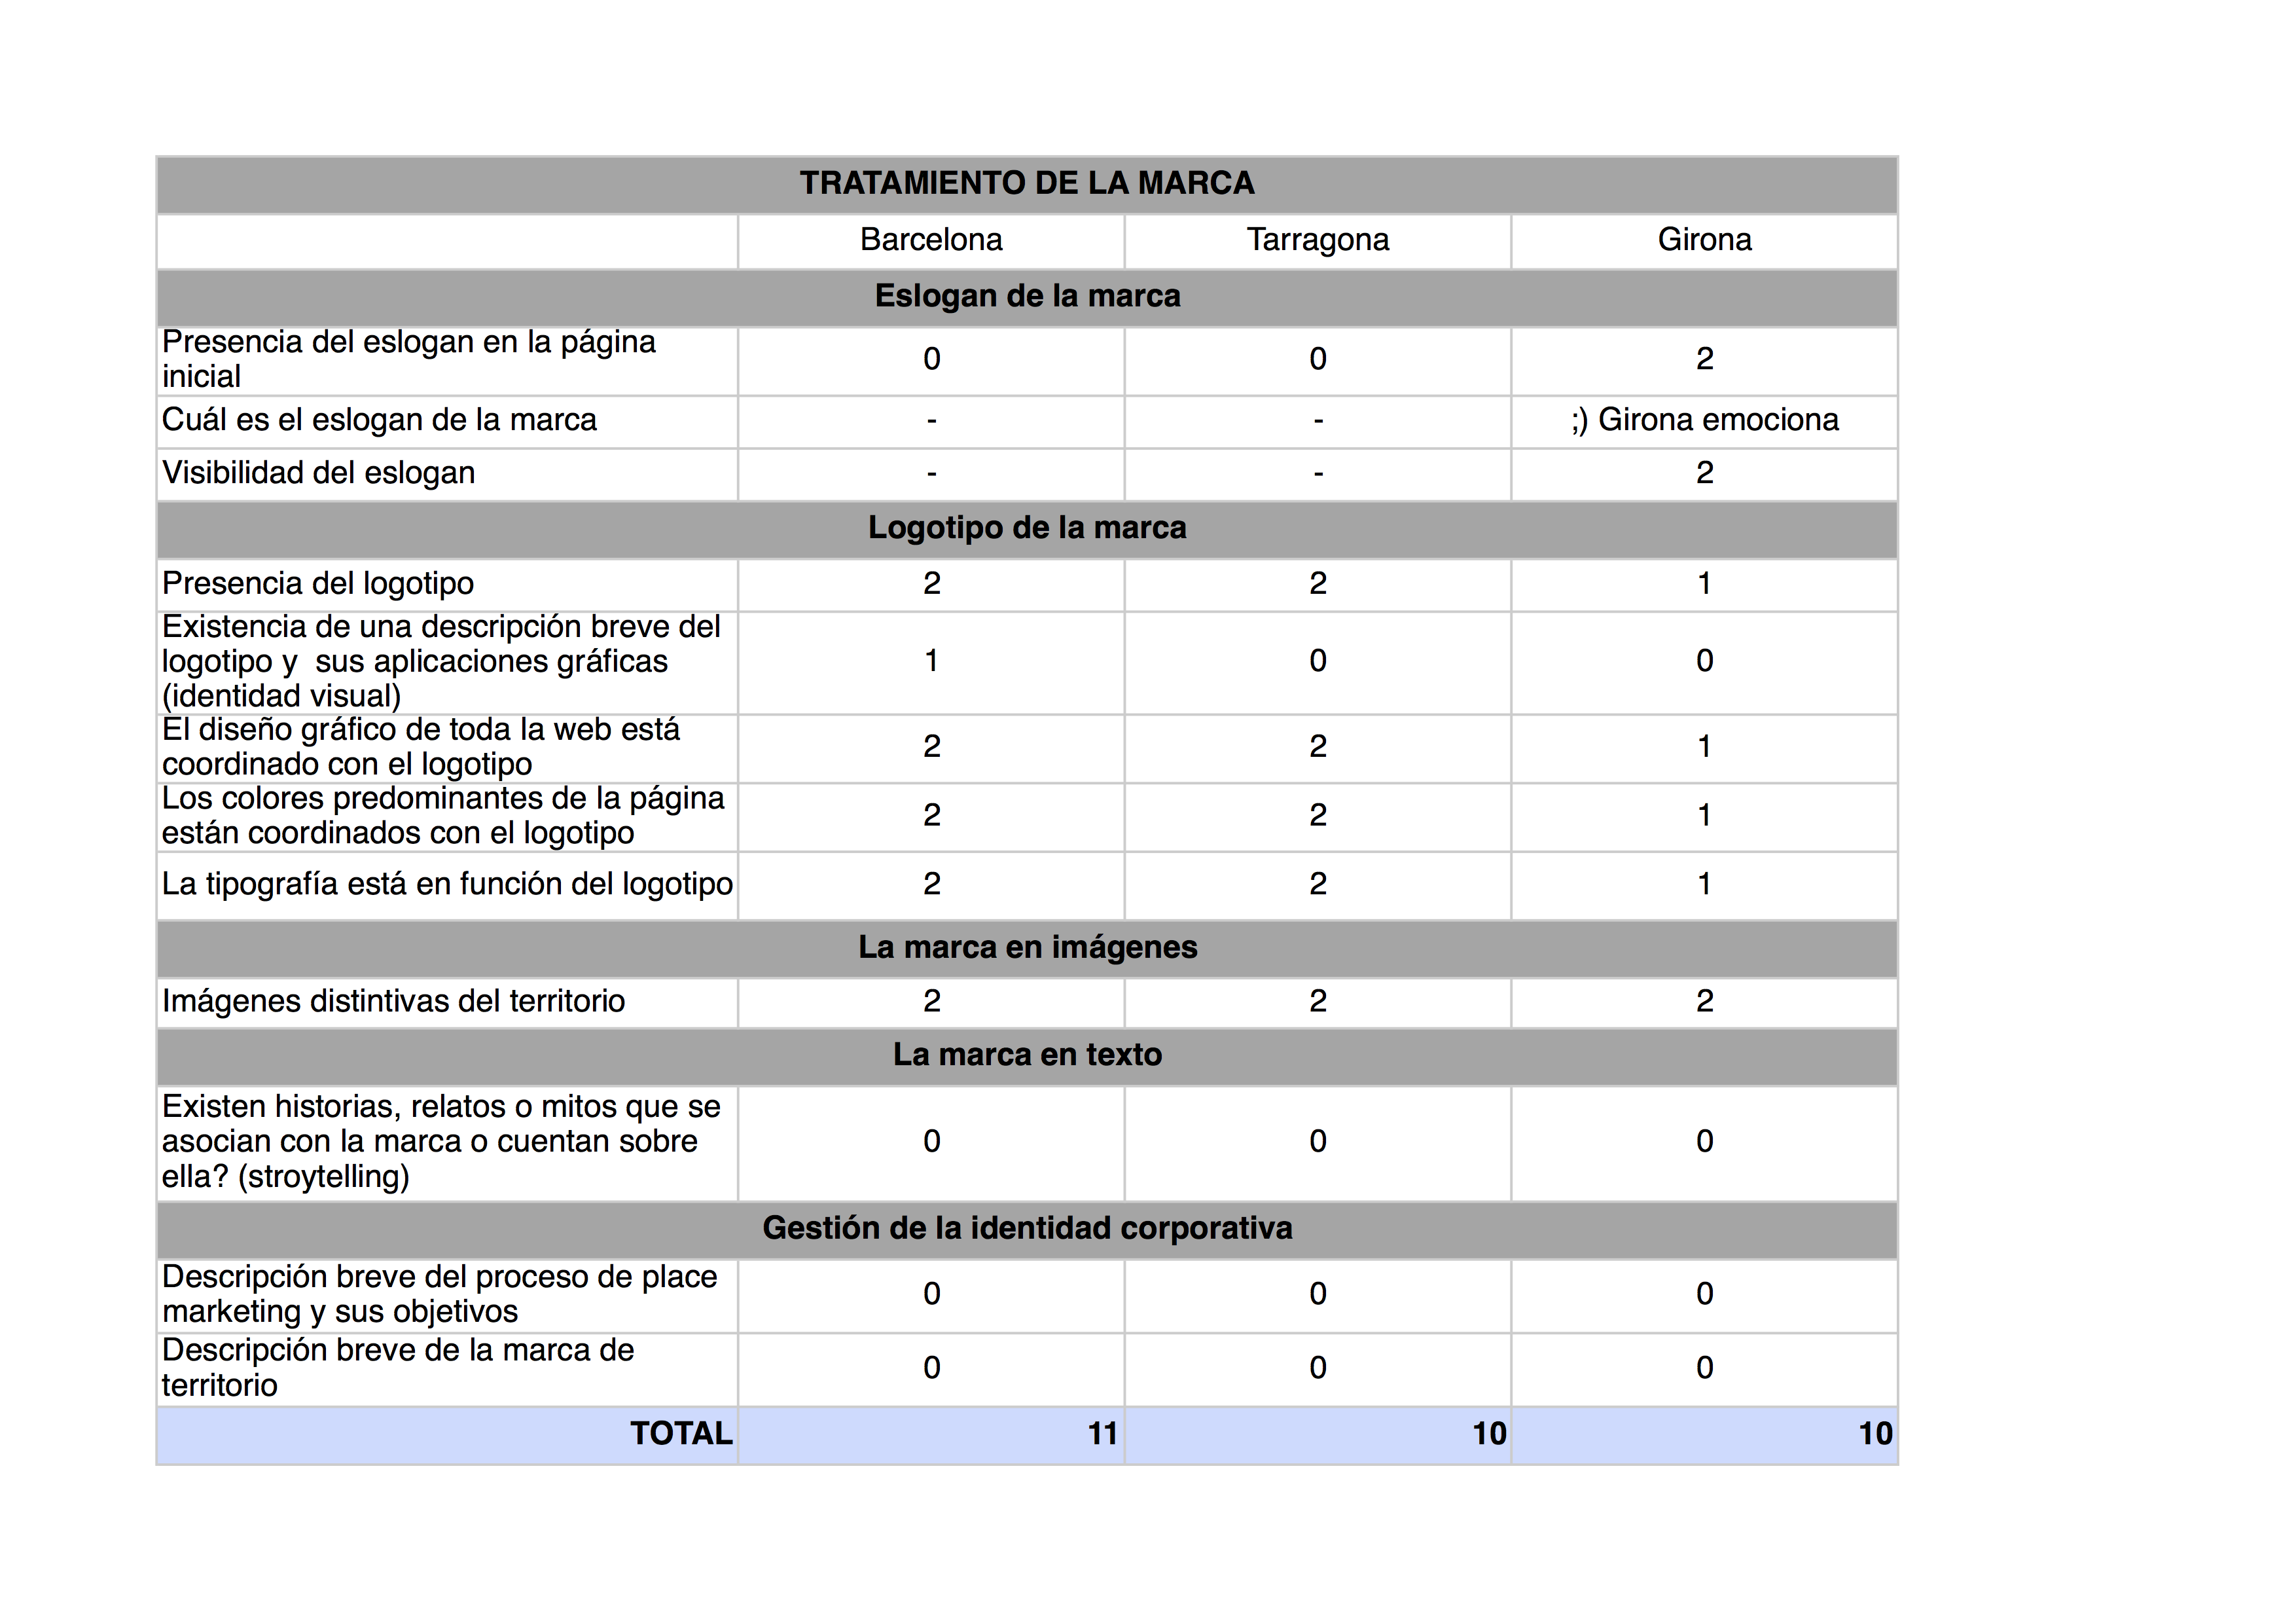 TRATAMIENTO DE LA MARCA
Barcelona Tarragona Girona
Eslogan de la marca
Presencia del eslogan en la página
inicial
0 0 2
Cuál es el eslogan de la marca - - ;) Girona emociona
Visibilidad del eslogan - - 2
Logotipo de la marca
Presencia del logotipo 2 2 1
Existencia de una descripción breve del
logotipo y  sus aplicaciones gráficas
(identidad visual)
1 0 0
El diseño gráfico de toda la web está
coordinado con el logotipo
2 2 1
Los colores predominantes de la página
están coordinados con el logotipo
2 2 1
La tipografía está en función del logotipo 2 2 1
La marca en imágenes
Imágenes distintivas del territorio 2 2 2
La marca en texto
Existen historias, relatos o mitos que se
asocian con la marca o cuentan sobre
ella? (stroytelling)
0 0 0
Gestión de la identidad corporativa
Descripción breve del proceso de place
marketing y sus objetivos
0 0 0
Descripción breve de la marca de
territorio
0 0 0
TOTAL 11 10 10